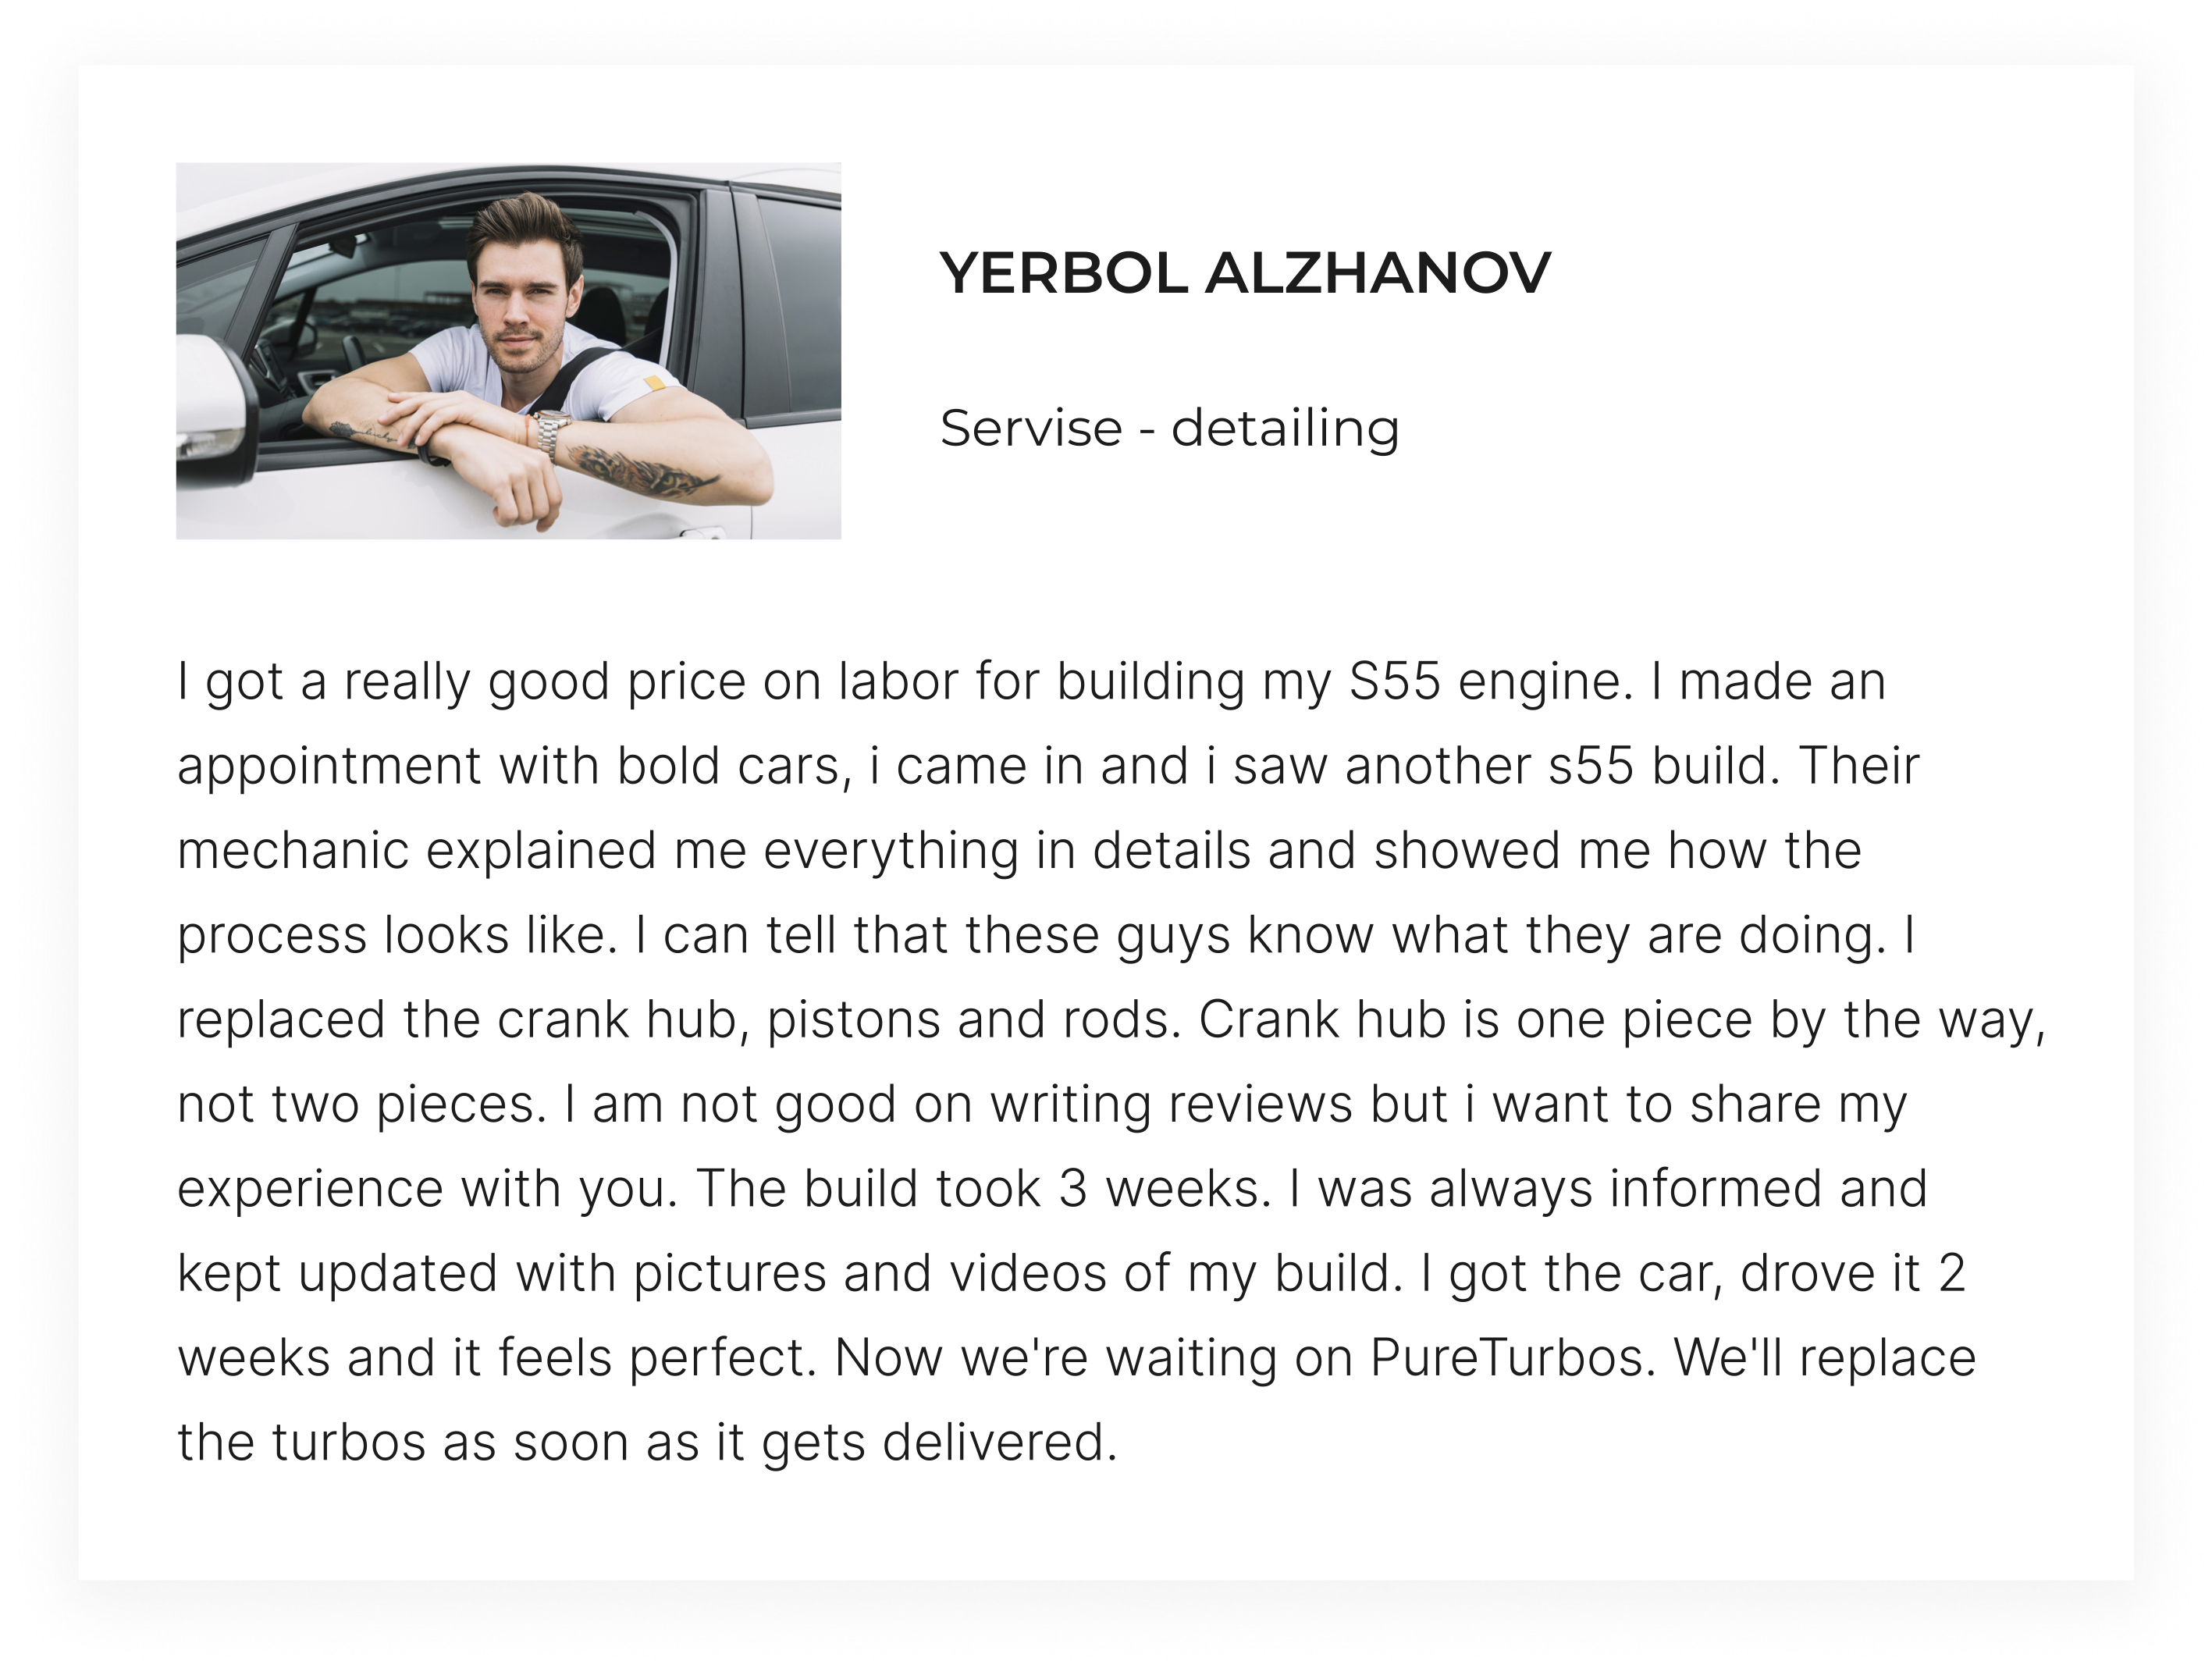 YERBOL ALZHANOV
Servise - detailing
I got a really good price on labor for building my S55 engine. I made an
appointment with bold cars, i came in and i saw another s55 build. Their
mechanic explained me everything in details and showed me how the
process looks like. I can tell that these guys know what they are doing. I
replaced the crank hub, pistons and rods. Crank hub is one piece by the way,
not two pieces. I am not good on writing reviews but i want to share my
experience with you. The build took 3 weeks. I was always informed and
kept updated with pictures and videos of my build. I got the car, drove it 2
weeks and it feels perfect. Now we're waiting on PureTurbos. We'll replace
the turbos as soon as it gets delivered.